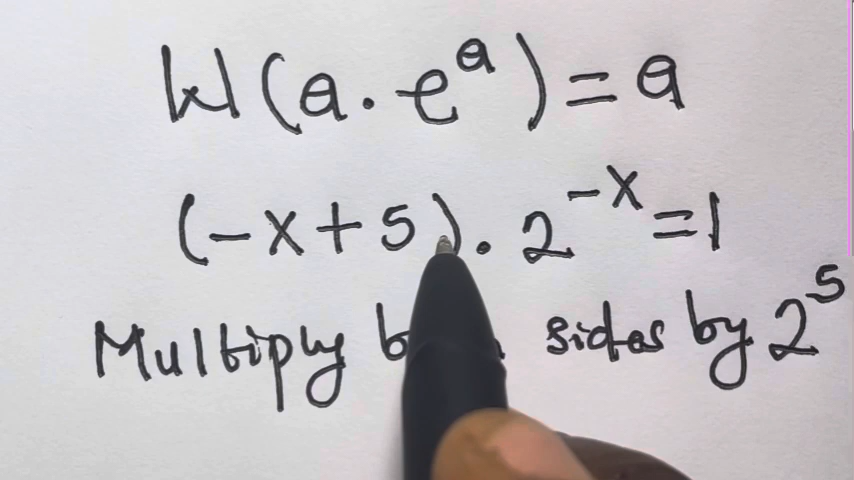 W(a·e^a)=a
(-x+5)·2^-x=1
Multiply sides by 2^5